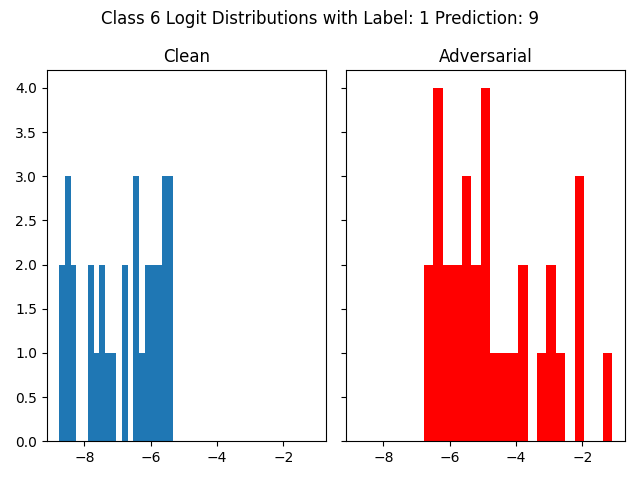 Class 6 Logit Distributions with Label: 1 Prediction: 9
Clean
Adversarial
4.0
3.5
3.0
2.5
2.0
1.5
1.0
0.5
0.0
−8 −6 −4 −2
−8 −6 −4 −2